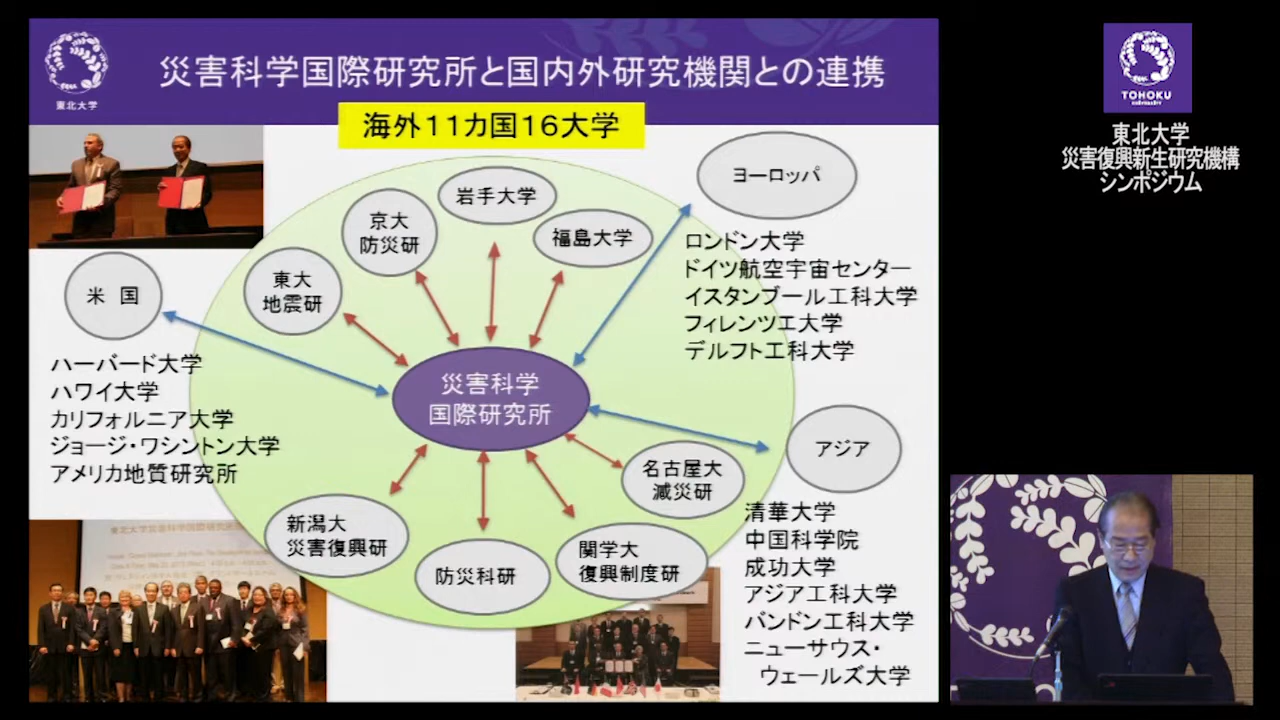 東北大学
災害科学国際研究所と国内外研究機関との連携
海外11カ国16大学
TOHOKU
UNIVERSITY
東北大学
災害復興新生研究機構
シンポジウム
岩手大学
京大
防災研
福島大学
東大
地震研
ヨーロッパ
ロンドン大学
ドイツ航空宇宙センター
イスタンブール工科大学
フィレンツエ大学
デルフト工科大学
米 国
ハーバード大学
ハワイ大学
カリフォルニア大学
ジョージ・ワシントン大学
アメリカ地質研究所
災害科学
国際研究所
アジア
清華大学
中国科学院
成功大学
アジア工科大学
バンドン工科大学
ニューサウス・
ウェールズ大学
名古屋大
減災研
新潟大
災害復興研
防災科研
関学大
復興制度研